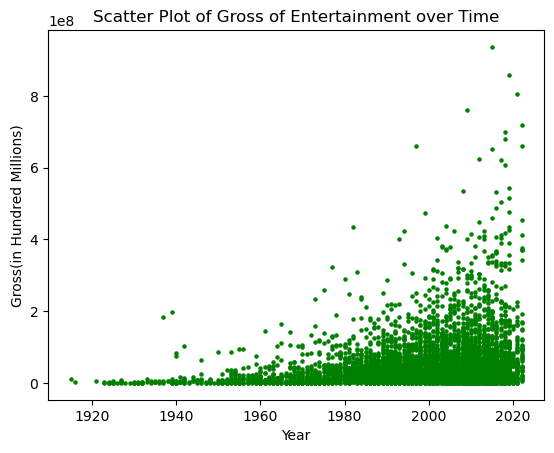 Scatter Plot of Gross of Entertainment over Time
1e8
8
6
4
2
0
Gross(in Hundred Millions)
1920 1940 1960 1980 2000 2020
Year